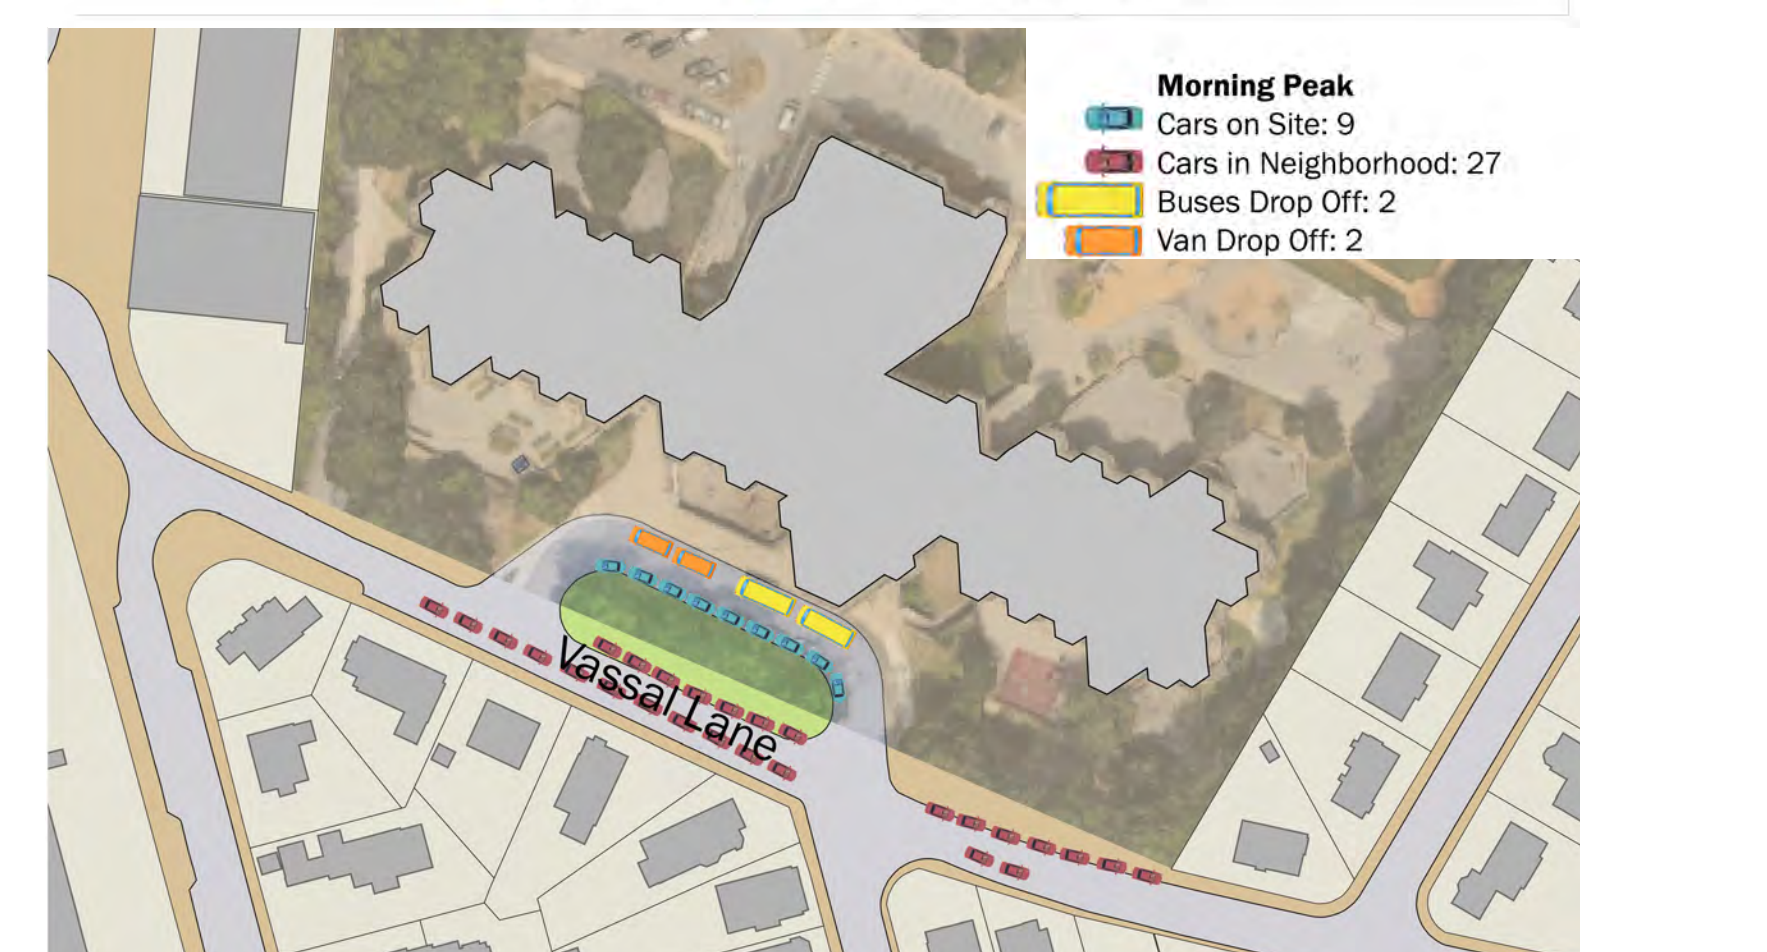 Morning Peak
Cars on Site: 9
Cars in Neighborhood: 27
Buses Drop Off: 2
Van Drop Off: 2
Vassal Lane